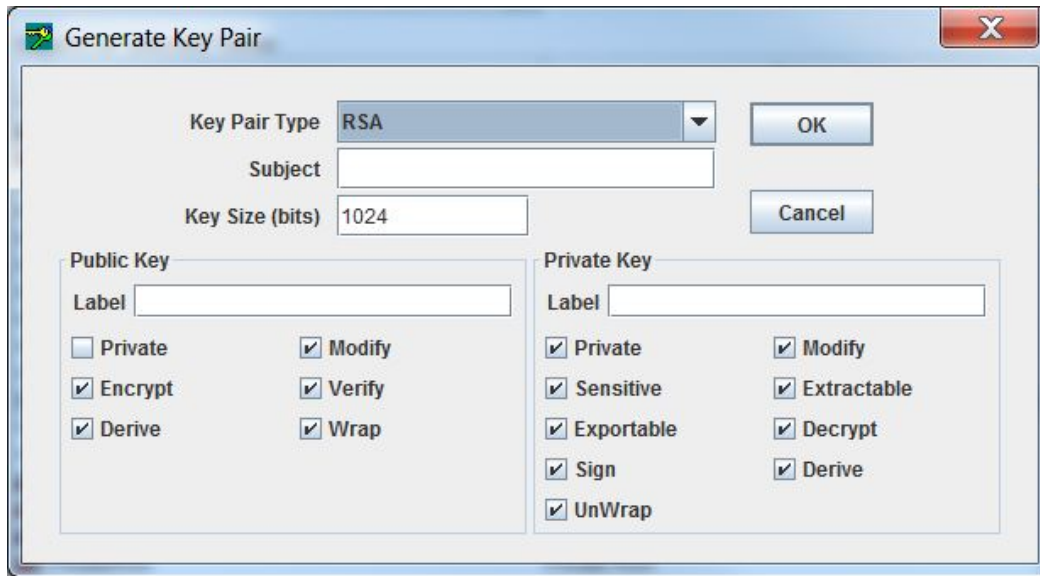 Generate Key Pair
Key Pair Type RSA OK
Subject
Key Size (bits) 1024 Cancel
Public Key
Label
Private Modify
Encrypt Verify
Derive Wrap
Private Key
Label
Private Modify
Sensitive Extractable
Exportable Decrypt
Sign Derive
UnWrap